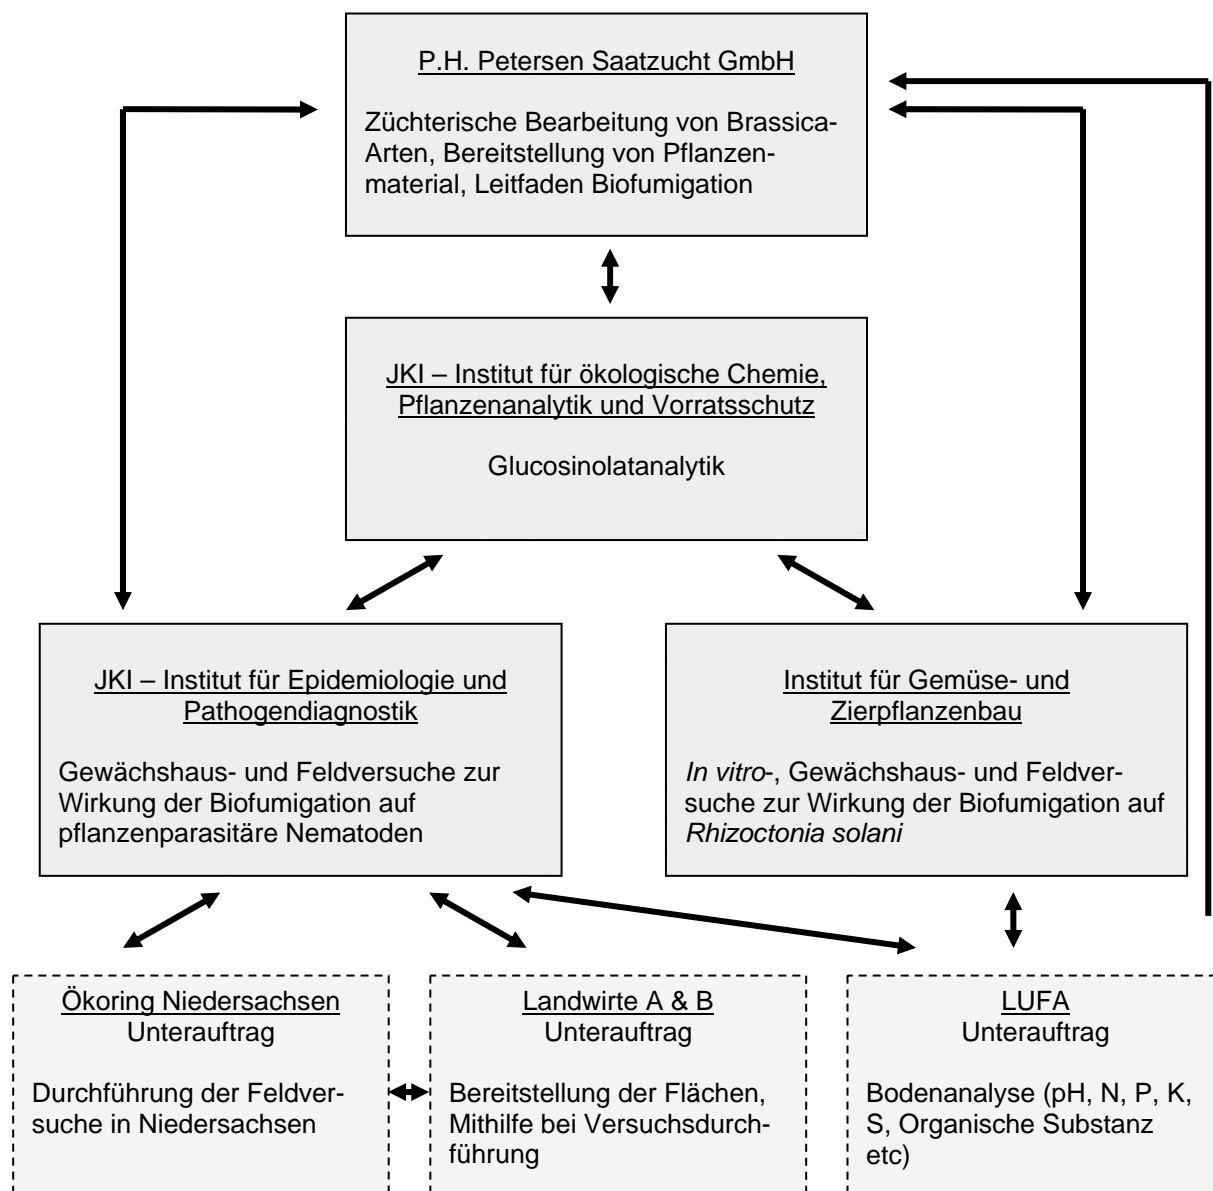 P.H. Petersen Saatzucht GmbH
Züchterische Bearbeitung von Brassica-
Arten, Bereitstellung von Pflanzen-
material, Leitfaden Biofumigation
JKI – Institut für ökologische Chemie,
Pflanzenanalytik und Vorratsschutz
Glucosinolatanalytik
JKI – Institut für Epidemiologie und
Pathogendiagnostik
Gewächshaus- und Feldversuche zur
Wirkung der Biofumigation auf
pflanzenparasitäre Nematoden
Institut für Gemüse- und
Zierpflanzenbau
In vitro-, Gewächshaus- und Feldver-
suche zur Wirkung der Biofumigation auf
Rhizoctonia solani
Ökoring Niedersachsen
Unterauftrag
Durchführung der Feldver-
suche in Niedersachsen
Landwirte A & B
Unterauftrag
Bereitstellung der Flächen,
Mithilfe bei Versuchsdurch-
führung
LUFA
Unterauftrag
Bodenanalyse (pH, N, P, K,
S, Organische Substanz
etc)